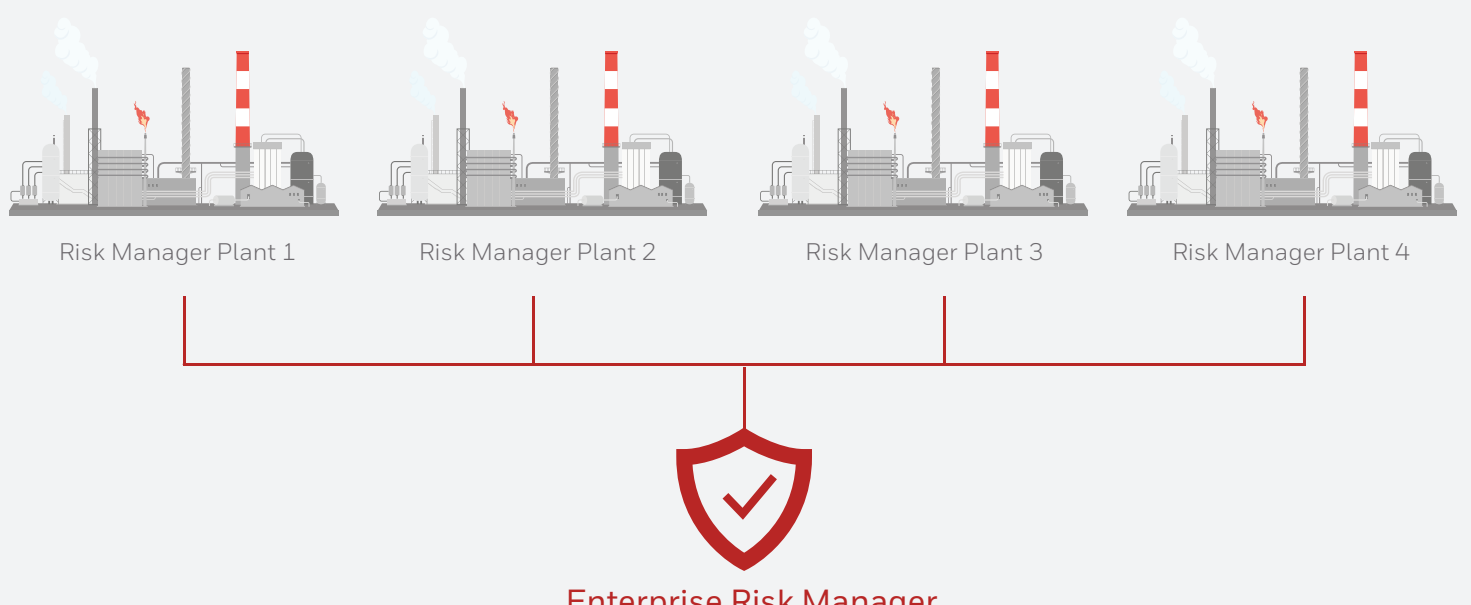 Risk Manager Plant 1
Risk Manager Plant 2
Risk Manager Plant 3
Risk Manager Plant 4
Enterprise Risk Manager